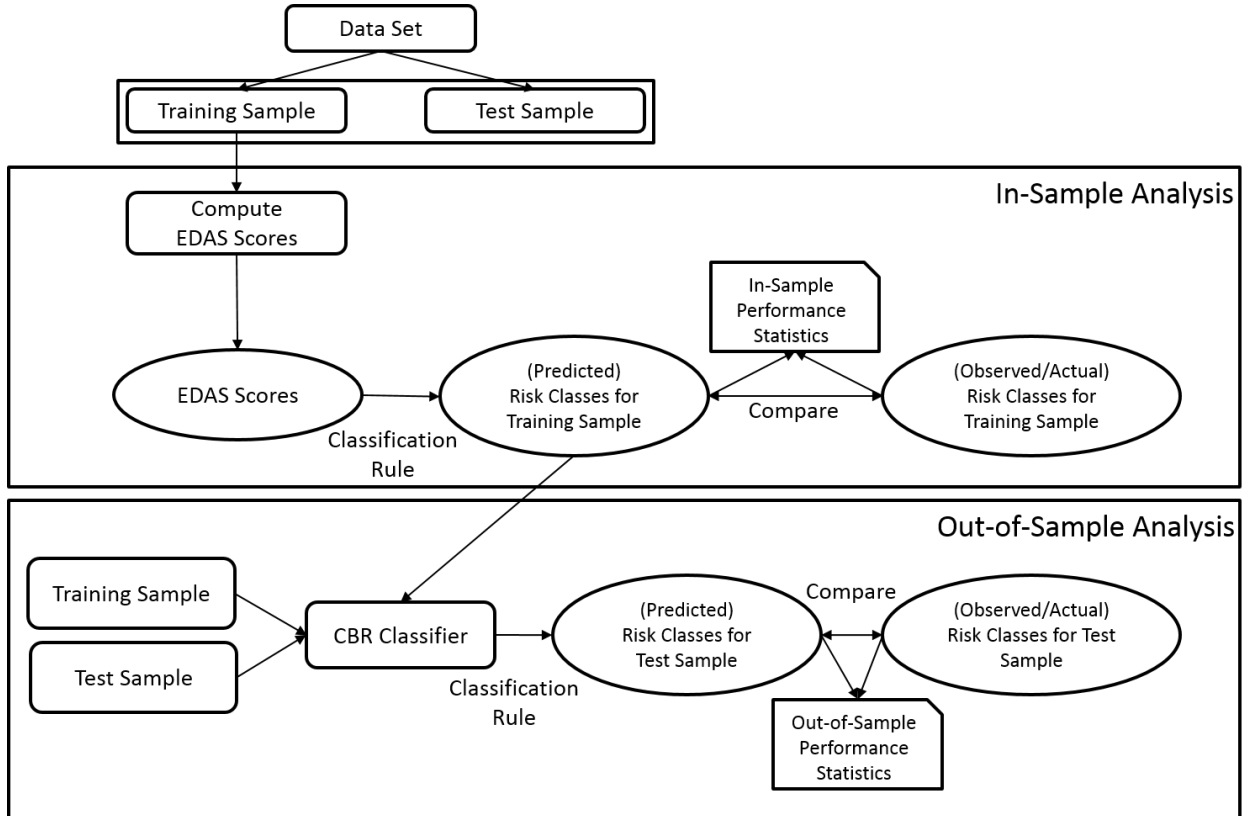 Data Set
Training Sample
Test Sample
In-Sample Analysis
Compute
EDAS Scores
In-Sample
Performance
Statistics
EDAS Scores
Classification
Rule
(Predicted)
Risk Classes for
Training Sample
Compare
(Observed/Actual)
Risk Classes for
Training Sample
Out-of-Sample Analysis
Training Sample
Test Sample
CBR Classifier
Classification
Rule
(Predicted)
Risk Classes for
Test Sample
Compare
(Observed/Actual)
Risk Classes for Test
Sample
Out-of-Sample
Performance
Statistics